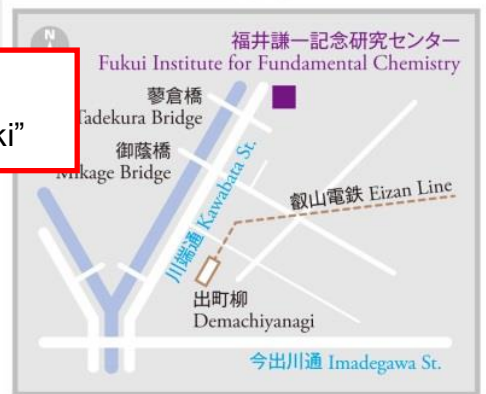 福井謙一記念研究センター
Fukui Institute for Fundamental Chemistry
蓼倉橋
Tadekura Bridge
ki”
御蔭橋
Mikage Bridge
川端通 Kawabata St.
叡山電鉄 Eizan Line
出町柳
Demachiyanagi
今出川通 Imadegawa St.